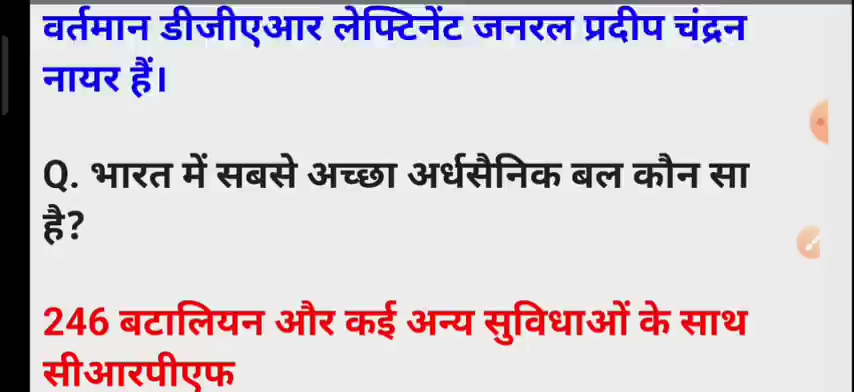 वर्तमान डीजीएआर लेफ्टिनेंट जनरल प्रदीप चंद्रन
नायर हैं।
Q. भारत में सबसे अच्छा अर्धसैनिक बल कौन सा
है?
246 बटालियन और कई अन्य सुविधाओं के साथ
सीआरपीएफ